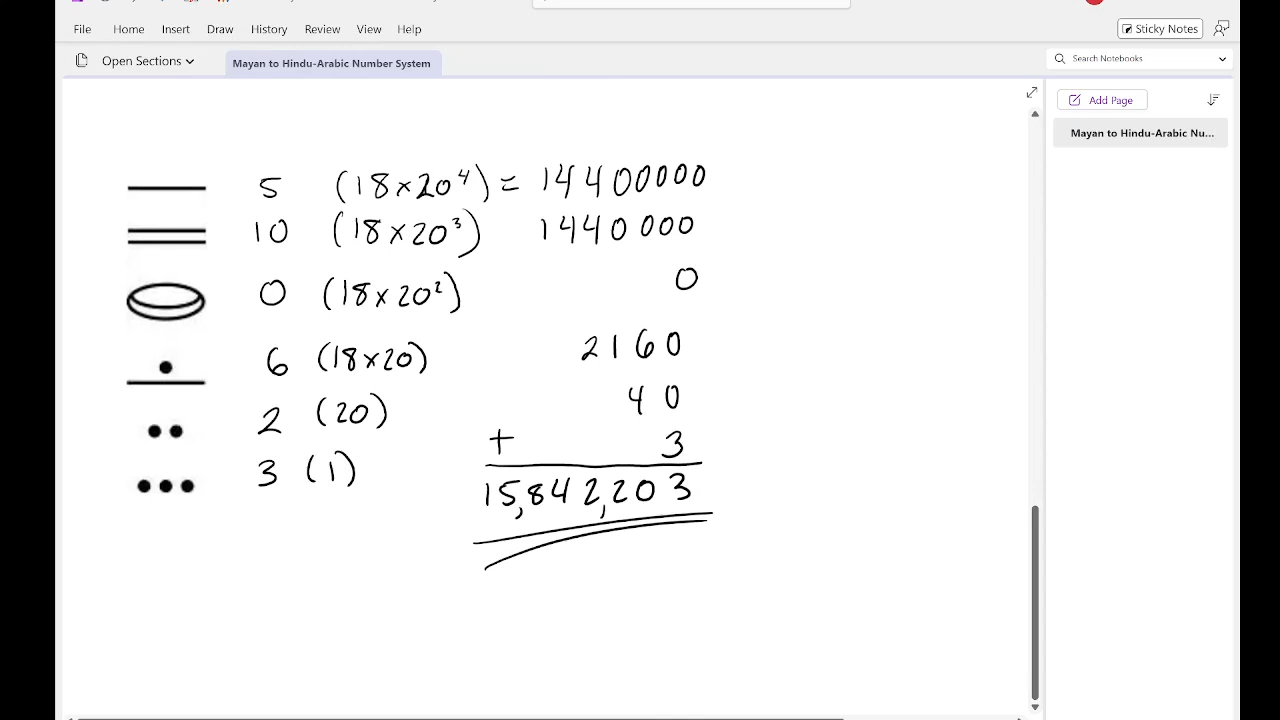 File Home Insert Draw History Review View Help Sticky Notes
Open Sections Mayan to Hindu-Arabic Number System Search Notebooks
Add Page
Mayan to Hindu-Arabic Nu...
5 (18×20⁴) = 14400000
10 (18×20³) 1440000
0 (18×20²) 0
6 (18×20) 2160
2 (20) 40
3 (1) + 3
15,842,203